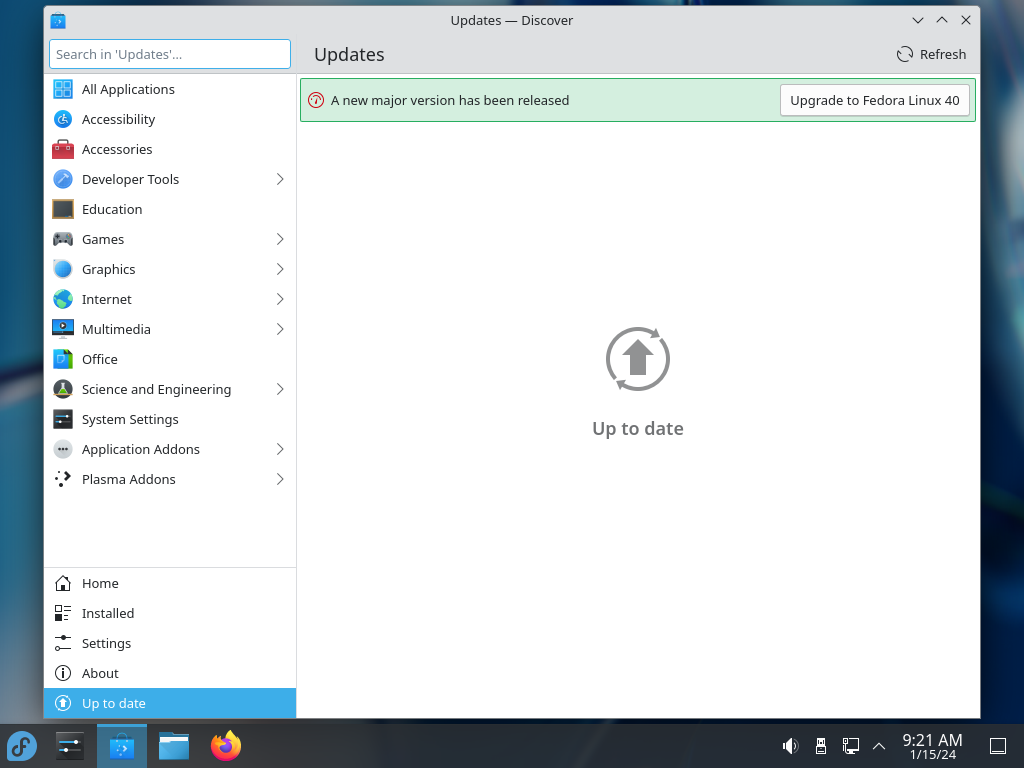 Updates — Discover
Search in 'Updates'...
Updates
Refresh
All Applications
Accessibility
Accessories
Developer Tools
Education
Games
Graphics
Internet
Multimedia
Office
Science and Engineering
System Settings
Application Addons
Plasma Addons
Home
Installed
Settings
About
Up to date
A new major version has been released
Upgrade to Fedora Linux 40
Up to date
9:21 AM
1/15/24